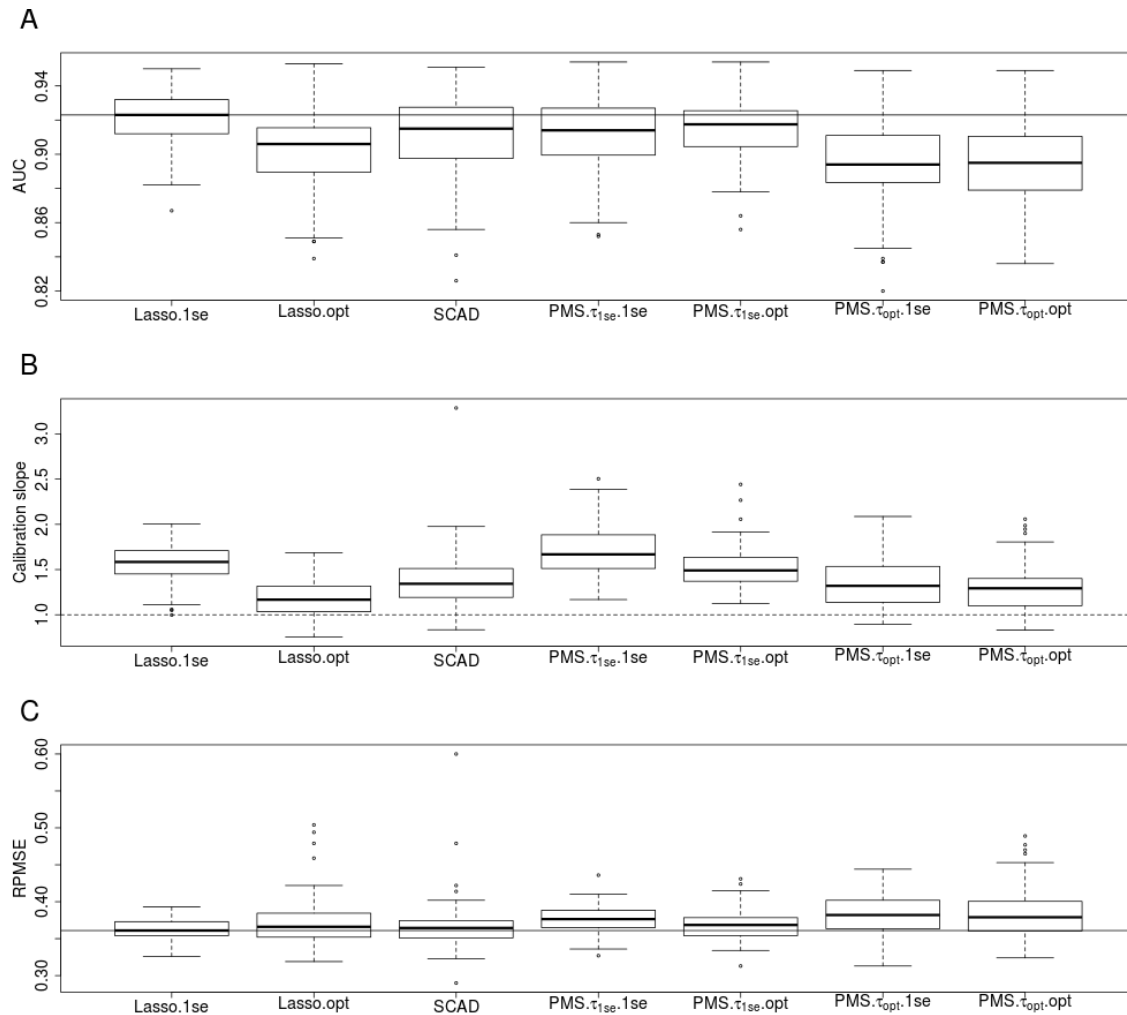 A
AUC
0.94
0.90
0.86
0.82
Lasso.1se Lasso.opt SCAD PMS.τ1se.1se PMS.τ1se.opt PMS.τopt.1se PMS.τopt.opt
B
Calibration slope
3.0
2.5
2.0
1.5
1.0
Lasso.1se Lasso.opt SCAD PMS.τ1se.1se PMS.τ1se.opt PMS.τopt.1se PMS.τopt.opt
C
RPMSE
0.60
0.50
0.40
0.30
Lasso.1se Lasso.opt SCAD PMS.τ1se.1se PMS.τ1se.opt PMS.τopt.1se PMS.τopt.opt